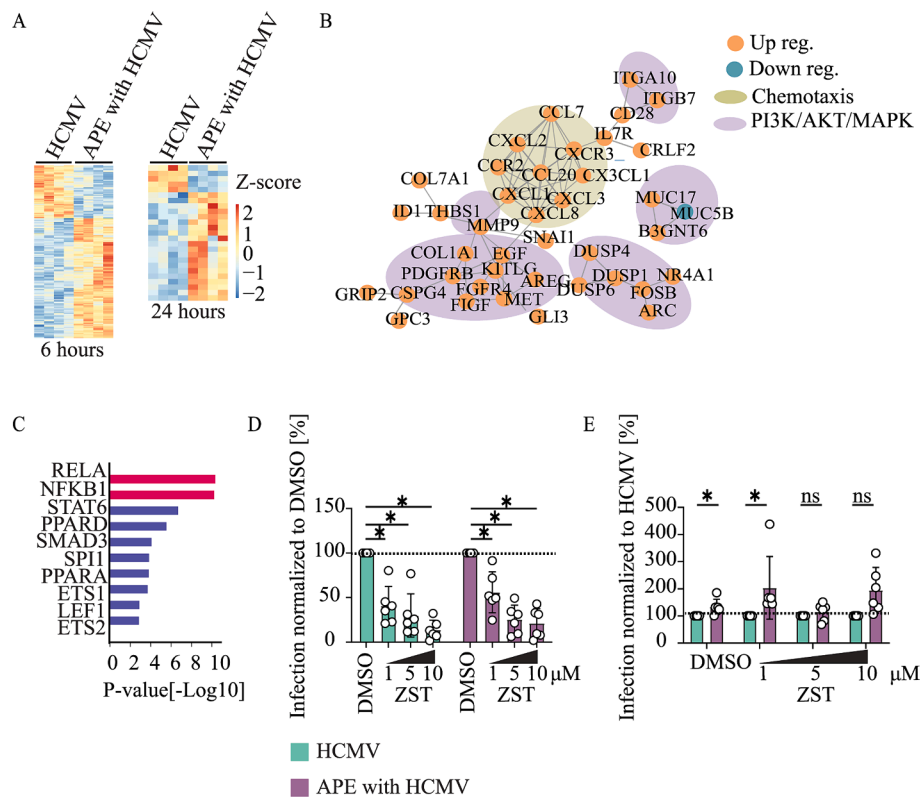 A
HCMV
APE with HCMV
HCMV
APE with HCMV
Z-score
2
1
0
−1
−2
6 hours
24 hours
B
Up reg.
Down reg.
Chemotaxis
PI3K/AKT/MAPK
ITGA10
ITGB7
CD28
CCL7
IL7R
CXCL2
CXCR3
CRLF2
CCR2
CCL20
CX3CL1
COL7A1
CXCL1
CXCL3
MUC17
ID1
THBS1
CXCL8
MUC5B
MMP9
B3GNT6
SNAI1
COL1A1
EGF
DUSP4
PDGFRB
KITLG
DUSP1
NR4A1
AREG
GRIP2
CSPG4
FGFR4
DUSP6
FOSB
FIGF
MET
ARC
GPC3
GLI3
C
RELA
NFKB1
STAT6
PPARD
SMAD3
SPI1
PPARA
ETS1
LEF1
ETS2
0 2 4 6 8 10
P-value[-Log10]
D
Infection normalized to DMSO [%]
150
100
50
0
* * *
* * *
DMSO
1 5 10
ZST
DMSO
1 5 10 μM
ZST
E
Infection normalized to HCMV [%]
500
400
300
200
100
0
* * ns ns
DMSO
1 5 10 μM
ZST
HCMV
APE with HCMV